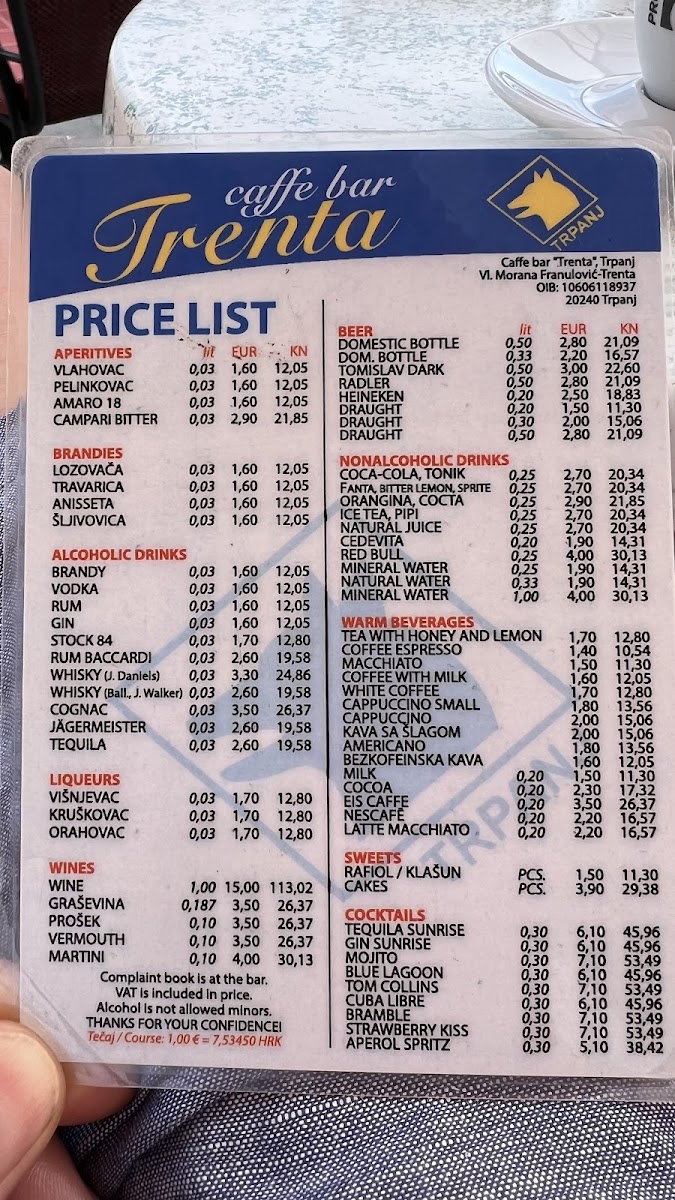 caffe bar
Trenta
TRPANJ
Caffe bar "Trenta", Trpanj
Vl. Morana Franulović-Trenta
OIB: 10606118937
20240 Trpanj
PRICE LIST
APERITIVES lit EUR KN
VLAHOVAC 0,03 1,60 12,05
PELINKOVAC 0,03 1,60 12,05
AMARO 18 0,03 1,60 12,05
CAMPARI BITTER 0,03 2,90 21,85
BRANDIES
LOZOVAČA 0,03 1,60 12,05
TRAVARICA 0,03 1,60 12,05
ANISSETA 0,03 1,60 12,05
ŠLJIVOVICA 0,03 1,60 12,05
ALCOHOLIC DRINKS
BRANDY 0,03 1,60 12,05
VODKA 0,03 1,60 12,05
RUM 0,03 1,60 12,05
GIN 0,03 1,60 12,05
STOCK 84 0,03 1,70 12,80
RUM BACCARDI 0,03 2,60 19,58
WHISKY (J. Daniels) 0,03 3,30 24,86
WHISKY (Ball., J. Walker) 0,03 2,60 19,58
COGNAC 0,03 3,50 26,37
JÄGERMEISTER 0,03 2,60 19,58
TEQUILA 0,03 2,60 19,58
LIQUEURS
VIŠNJEVAC 0,03 1,70 12,80
KRUŠKOVAC 0,03 1,70 12,80
ORAHOVAC 0,03 1,70 12,80
WINES
WINE 1,00 15,00 113,02
GRAŠEVINA 0,187 3,50 26,37
PROŠEK 0,10 3,50 26,37
VERMOUTH 0,10 3,50 26,37
MARTINI 0,10 4,00 30,13
Complaint book is at the bar.
VAT is included in price.
Alcohol is not allowed minors.
THANKS FOR YOUR CONFIDENCE!
Tečaj / Course: 1,00 € = 7,53450 HRK
BEER lit EUR KN
DOMESTIC BOTTLE 0,50 2,80 21,09
DOM. BOTTLE 0,33 2,20 16,57
TOMISLAV DARK 0,50 3,00 22,60
RADLER 0,50 2,80 21,09
HEINEKEN 0,20 2,50 18,83
DRAUGHT 0,20 1,50 11,30
DRAUGHT 0,30 2,00 15,06
DRAUGHT 0,50 2,80 21,09
NONALCOHOLIC DRINKS
COCA-COLA, TONIK 0,25 2,70 20,34
FANTA, BITTER LEMON, SPRITE 0,25 2,70 20,34
ORANGINA, COCTA 0,25 2,90 21,85
ICE TEA, PIPI 0,25 2,70 20,34
NATURAL JUICE 0,25 2,70 20,34
CEDEVITA 0,20 1,90 14,31
RED BULL 0,25 4,00 30,13
MINERAL WATER 0,25 1,90 14,31
NATURAL WATER 0,33 1,90 14,31
MINERAL WATER 1,00 4,00 30,13
WARM BEVERAGES
TEA WITH HONEY AND LEMON 1,70 12,80
COFFEE ESPRESSO 1,40 10,54
MACCHIATO 1,50 11,30
COFFEE WITH MILK 1,60 12,05
WHITE COFFEE 1,70 12,80
CAPPUCCINO SMALL 1,80 13,56
CAPPUCCINO 2,00 15,06
KAVA SA ŠLAGOM 2,00 15,06
AMERICANO 1,80 13,56
BEZKOFEINSKA KAVA 1,60 12,05
MILK 0,20 1,50 11,30
COCOA 0,20 2,30 17,32
EIS CAFFE 0,20 3,50 26,37
NESCAFÉ 0,20 2,20 16,57
LATTE MACCHIATO 0,20 2,20 16,57
SWEETS
RAFIOL / KLAŠUN PCS. 1,50 11,30
CAKES PCS. 3,90 29,38
COCKTAILS
TEQUILA SUNRISE 0,30 6,10 45,96
GIN SUNRISE 0,30 6,10 45,96
MOJITO 0,30 7,10 53,49
BLUE LAGOON 0,30 6,10 45,96
TOM COLLINS 0,30 7,10 53,49
CUBA LIBRE 0,30 6,10 45,96
BRAMBLE 0,30 7,10 53,49
STRAWBERRY KISS 0,30 7,10 53,49
APEROL SPRITZ 0,30 5,10 38,42